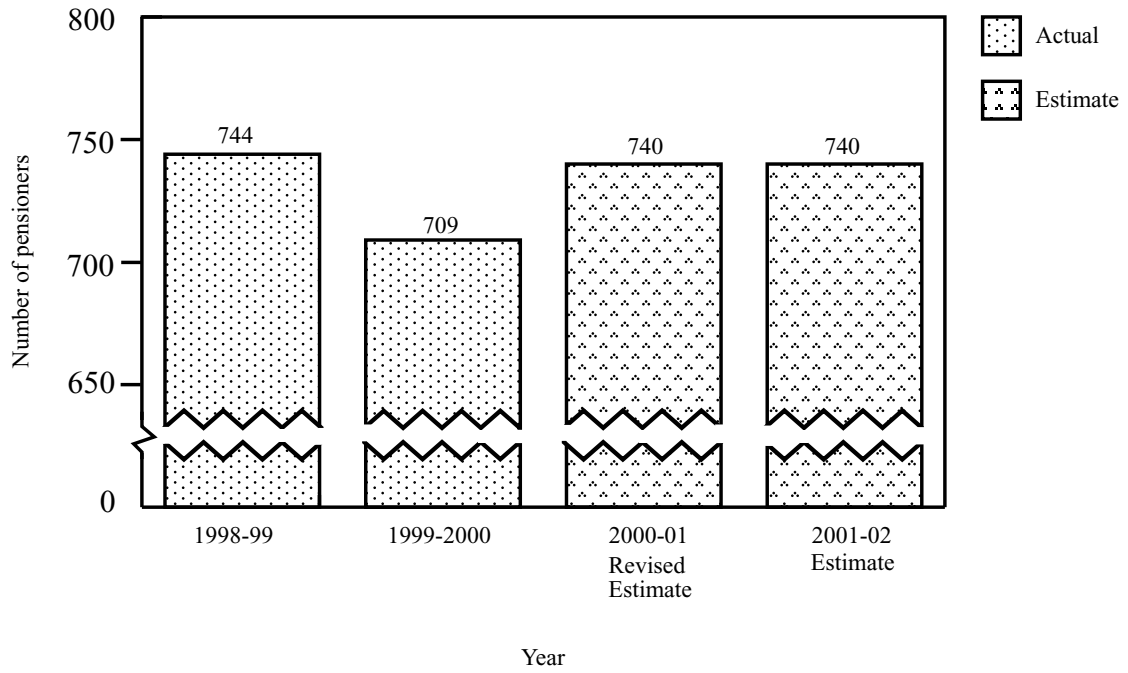 800
Actual
Estimate
744
750
740
740
709
700
650
0
Number of pensioners
1998-99
1999-2000
2000-01
Revised
Estimate
2001-02
Estimate
Year